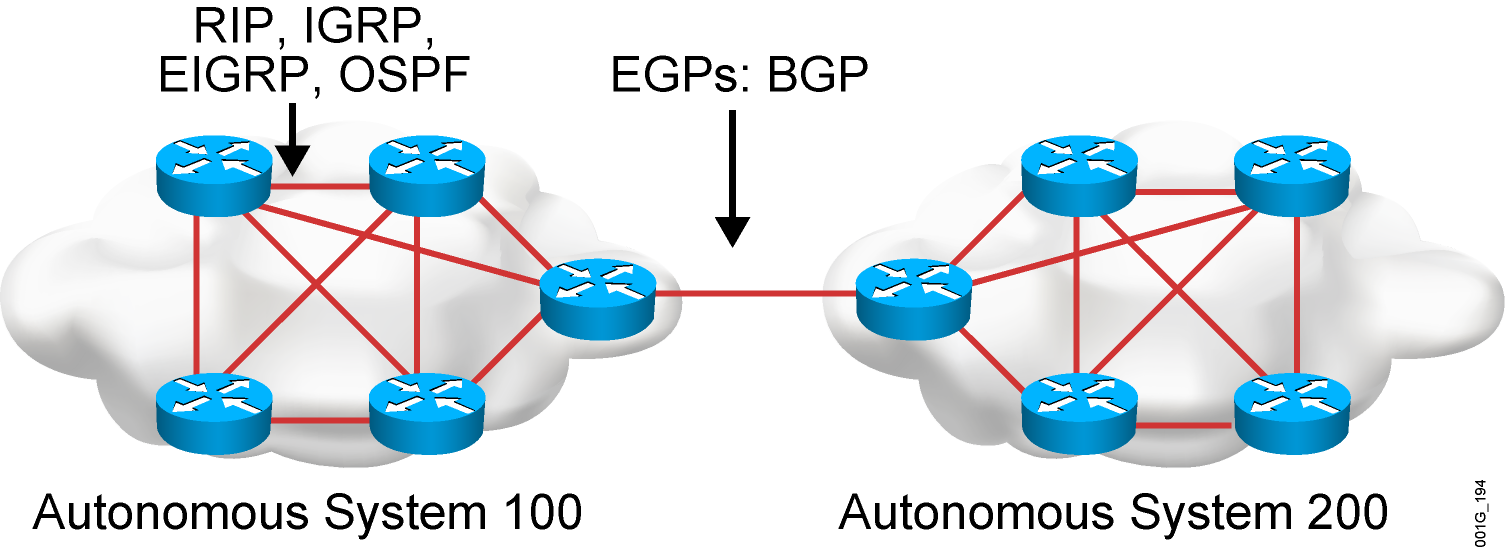 RIP, IGRP,
EIGRP, OSPF
EGPs: BGP
Autonomous System 100
Autonomous System 200
001G_194